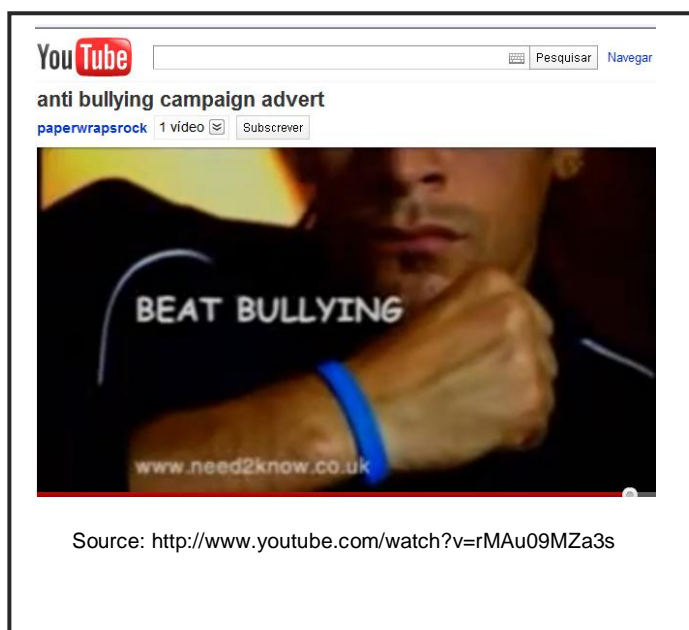 You Tube
Pesquisar Navegar
anti bullying campaign advert
paperwrapsrock 1 vídeo Subscrever
BEAT BULLYING
www.need2know.co.uk
Source: http://www.youtube.com/watch?v=rMAu09MZa3s